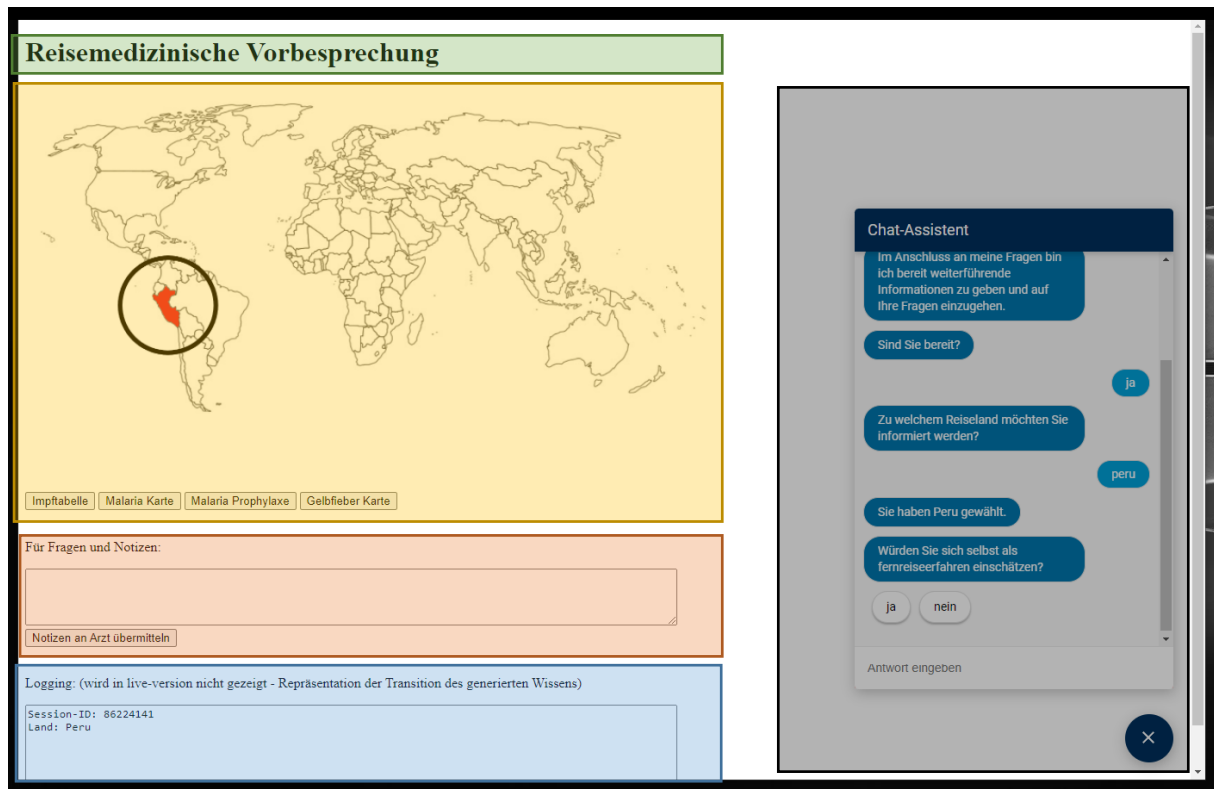 Reisemedizinische Vorbesprechung
Impftabelle
Malaria Karte
Malaria Prophylaxe
Gelbfieber Karte
Für Fragen und Notizen:
Notizen an Arzt übermitteln
Logging: (wird in live-version nicht gezeigt - Repräsentation der Transition des generierten Wissens)
Session-ID: 86224141
Land: Peru
Chat-Assistent
Im Anschluss an meine Fragen bin
ich bereit weiterführende
Informationen zu geben und auf
Ihre Fragen einzugehen.
Sind Sie bereit?
ja
Zu welchem Reiseland möchten Sie
informiert werden?
peru
Sie haben Peru gewählt.
Würden Sie sich selbst als
fernreiseerfahren einschätzen?
ja
nein
Antwort eingeben